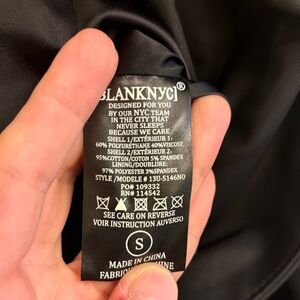 BLANKNYC]®
DESIGNED FOR YOU
BY OUR NYC TEAM
IN THE CITY THAT
NEVER SLEEPS
BECAUSE WE CARE
SHELL 1/EXTÉRIEUR 1:
60% POLYURETHANE 40%VISCOSE
SHELL 2/EXTÉRIEUR 2:
95%COTTON/COTON 5% SPANDEX
LINING/DOUBLURE:
97% POLYESTER 3%SPANDEX
STYLE /MODELE # 13U-5146NO
PO# 109332
RN# 114542
SEE CARE ON REVERSE
VOIR INSTRUCTION AUVERSO
S
MADE IN CHINA